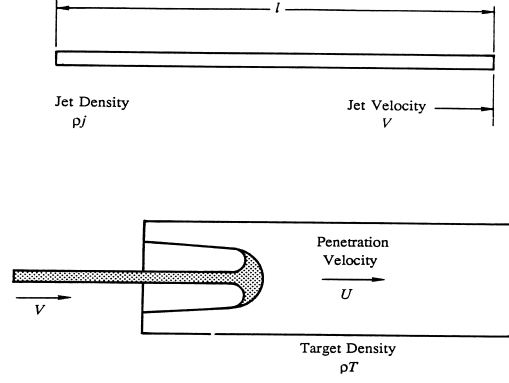 l
Jet Density
ρj
Jet Velocity
V
Penetration
Velocity
U
V
Target Density
ρT